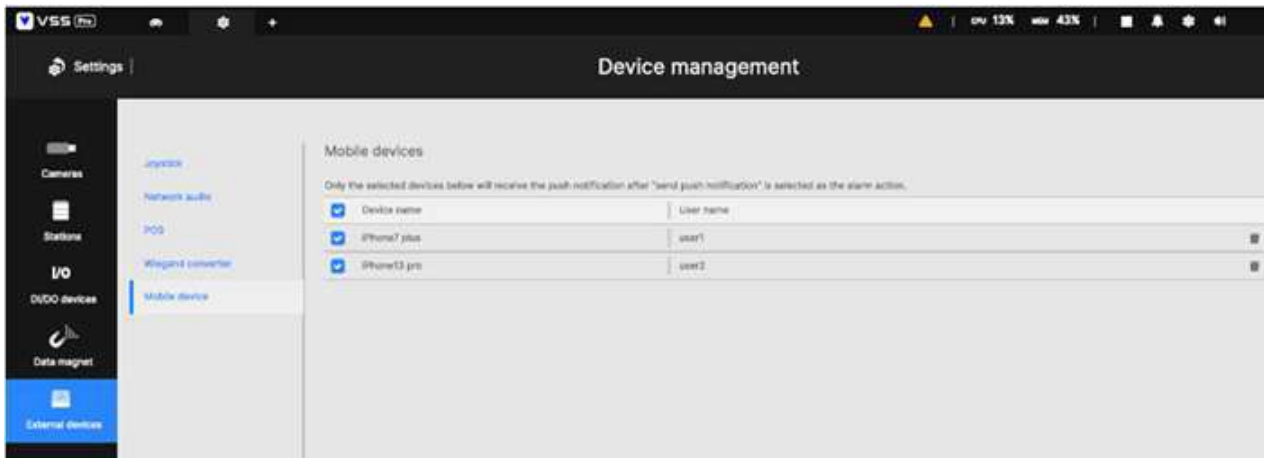 VSS Pro
CPU 13% MEM 43%
Settings
Device management
Cameras
Stations
I/O
DI/DO devices
Data magnet
External devices
Joystick
Network audio
POS
Wiegand converter
Mobile device
Mobile devices
Only the selected devices below will receive the push notification after "send push notification" is selected as the alarm action.
Device name User name
iPhone7 plus user1
iPhone13 pro user2